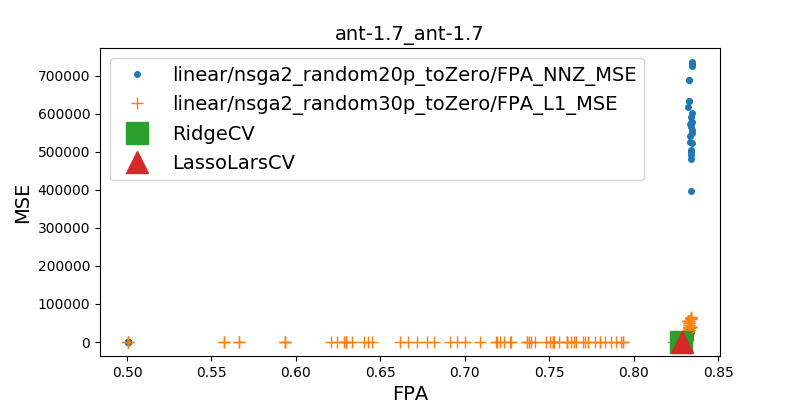 ant-1.7_ant-1.7
linear/nsga2_random20p_toZero/FPA_NNZ_MSE
linear/nsga2_random30p_toZero/FPA_L1_MSE
RidgeCV
LassoLarsCV
MSE
700000
600000
500000
400000
300000
200000
100000
0
0.50 0.55 0.60 0.65 0.70 0.75 0.80 0.85
FPA